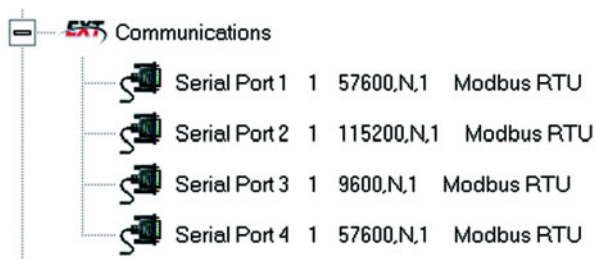 EXT Communications
Serial Port 1 1 57600,N,1 Modbus RTU
Serial Port 2 1 115200,N,1 Modbus RTU
Serial Port 3 1 9600,N,1 Modbus RTU
Serial Port 4 1 57600,N,1 Modbus RTU